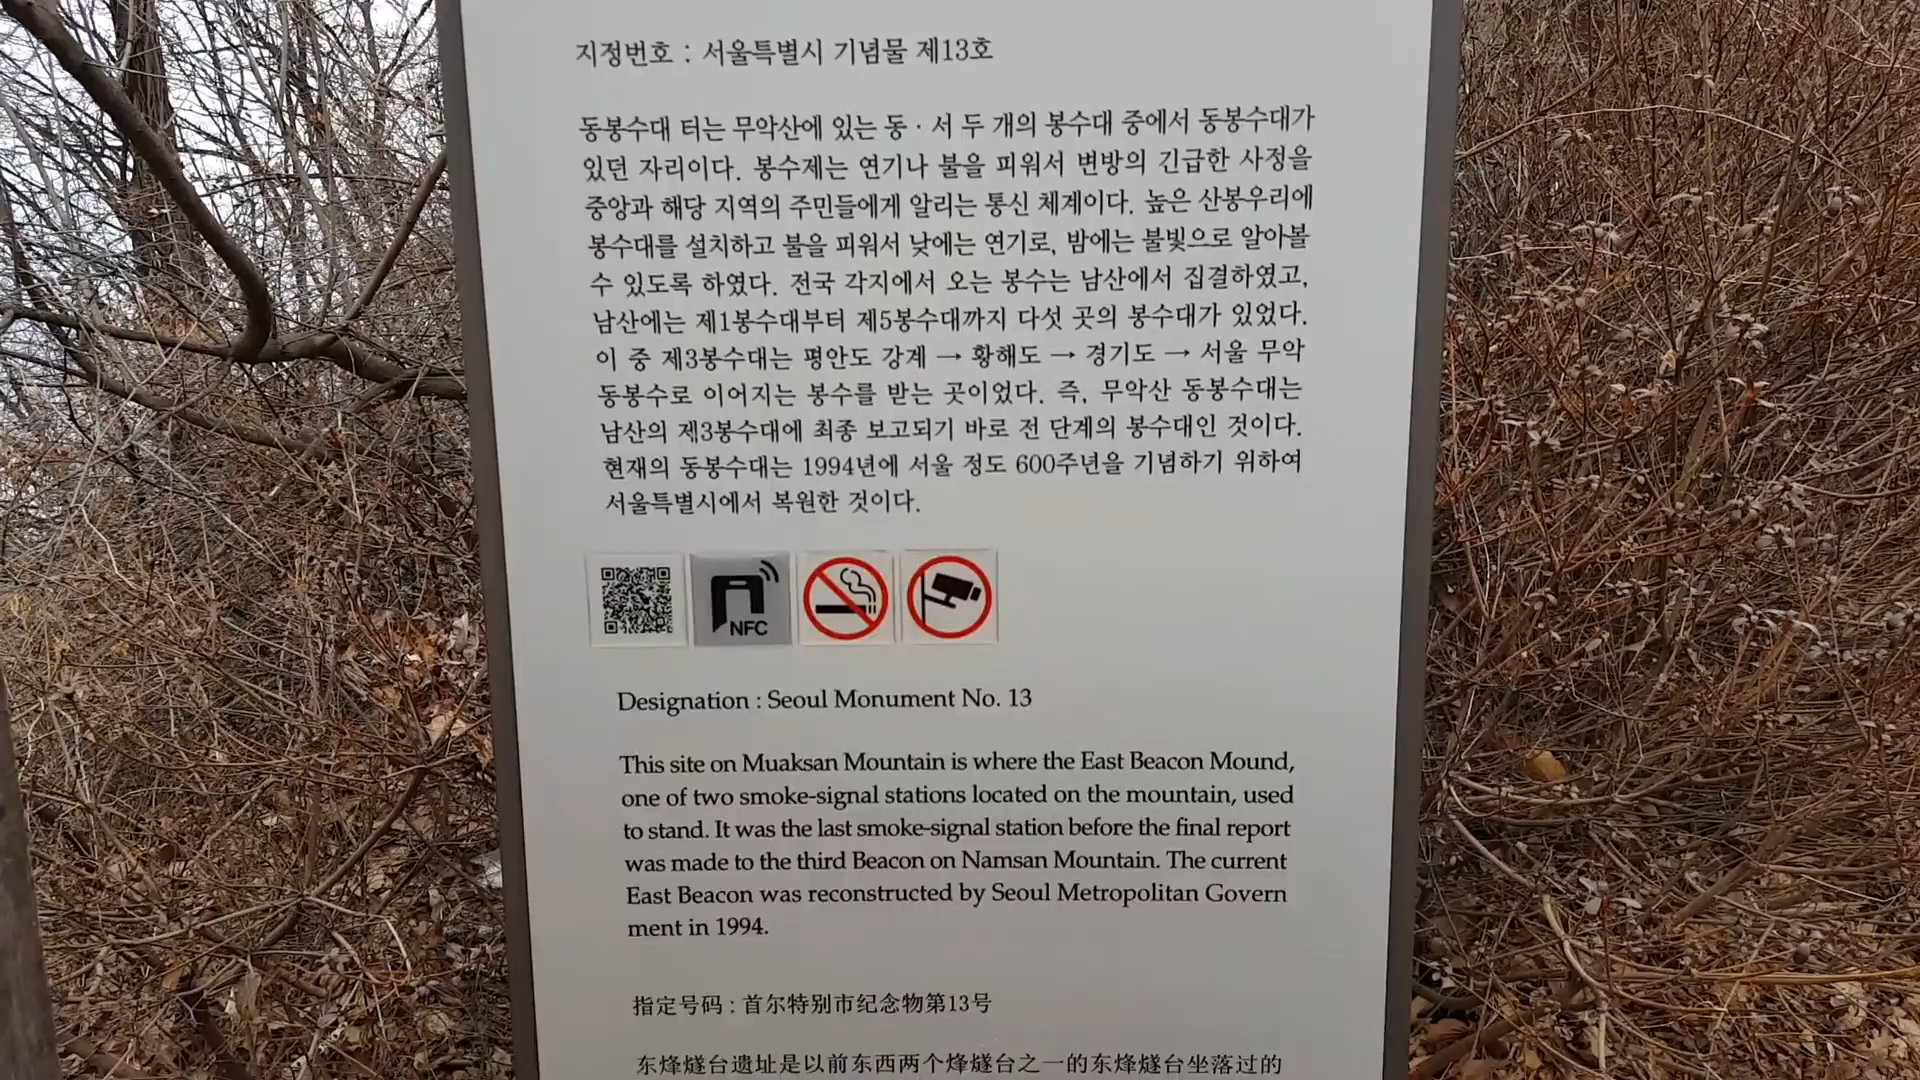 지정번호 : 서울특별시 기념물 제13호
동봉수대 터는 무악산에 있는 동 · 서 두 개의 봉수대 중에서 동봉수대가
있던 자리이다. 봉수제는 연기나 불을 피워서 변방의 긴급한 사정을
중앙과 해당 지역의 주민들에게 알리는 통신 체계이다. 높은 산봉우리에
봉수대를 설치하고 불을 피워서 낮에는 연기로, 밤에는 불빛으로 알아볼
수 있도록 하였다. 전국 각지에서 오는 봉수는 남산에서 집결하였고,
남산에는 제1봉수대부터 제5봉수대까지 다섯 곳의 봉수대가 있었다.
이 중 제3봉수대는 평안도 강계 → 황해도 → 경기도 → 서울 무악
동봉수로 이어지는 봉수를 받는 곳이었다. 즉, 무악산 동봉수대는
남산의 제3봉수대에 최종 보고되기 바로 전 단계의 봉수대인 것이다.
현재의 동봉수대는 1994년에 서울 정도 600주년을 기념하기 위하여
서울특별시에서 복원한 것이다.
NFC
Designation : Seoul Monument No. 13
This site on Muaksan Mountain is where the East Beacon Mound,
one of two smoke-signal stations located on the mountain, used
to stand. It was the last smoke-signal station before the final report
was made to the third Beacon on Namsan Mountain. The current
East Beacon was reconstructed by Seoul Metropolitan Govern
ment in 1994.
指定号码 : 首尔特别市纪念物第13号
东烽燧台遗址是以前东西两个烽燧台之一的东烽燧台坐落过的